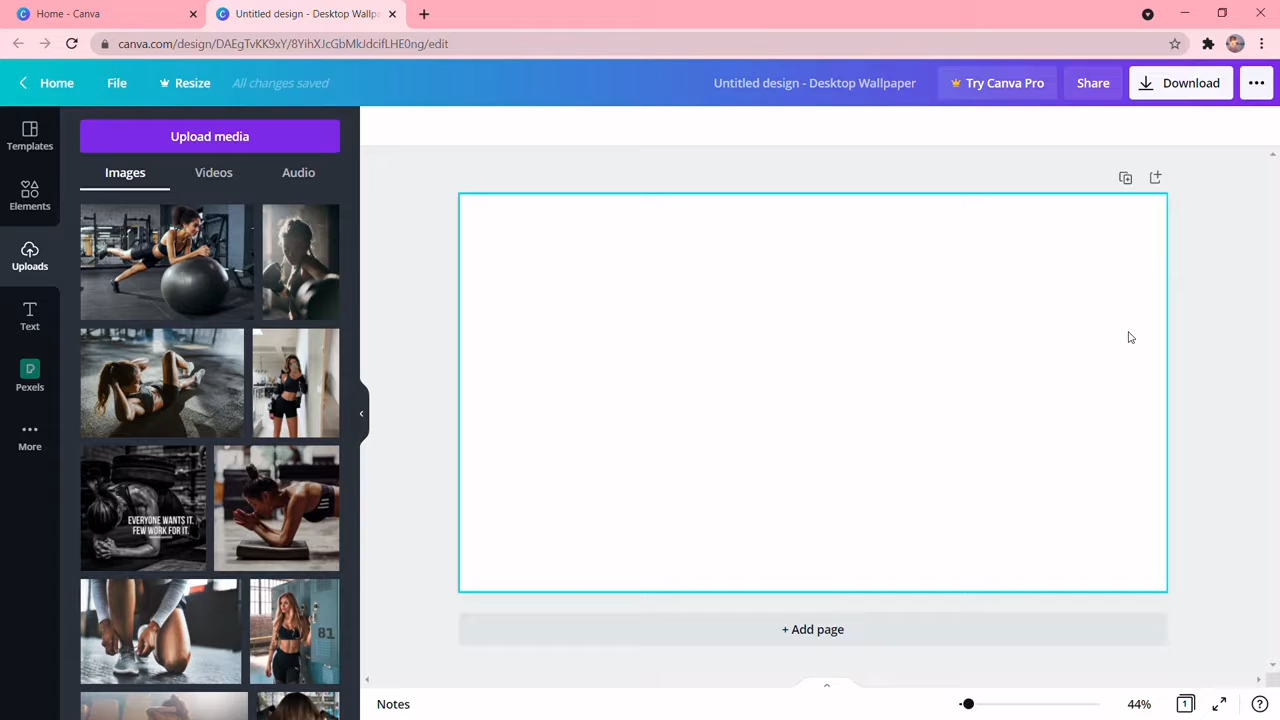 Home - Canva
Untitled design - Desktop Wallpa
canva.com/design/DAEgTvKK9xY/8YihXJcGbMkJdcifLHE0ng/edit
Home
File
Resize
All changes saved
Untitled design - Desktop Wallpaper
Try Canva Pro
Share
Download
Templates
Elements
Uploads
Text
Pexels
More
Upload media
Images
Videos
Audio
EVERYONE WANTS IT.
FEW WORK FOR IT.
81
+ Add page
Notes
44%
1